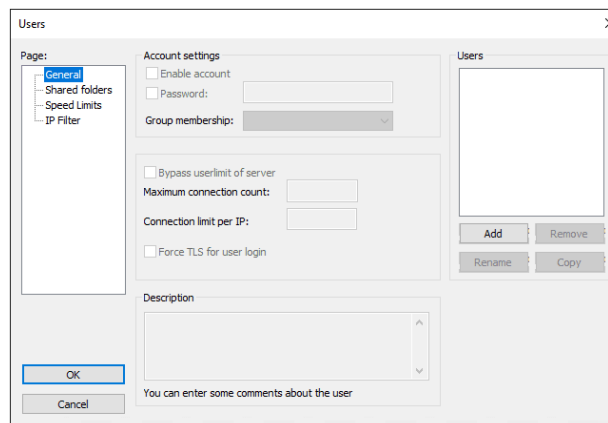 Users
Page:
General
Shared folders
Speed Limits
IP Filter
OK
Cancel
Account settings
Enable account
Password:
Group membership:
Bypass userlimit of server
Maximum connection count:
Connection limit per IP:
Force TLS for user login
Description
You can enter some comments about the user
Users
Add Remove
Rename Copy